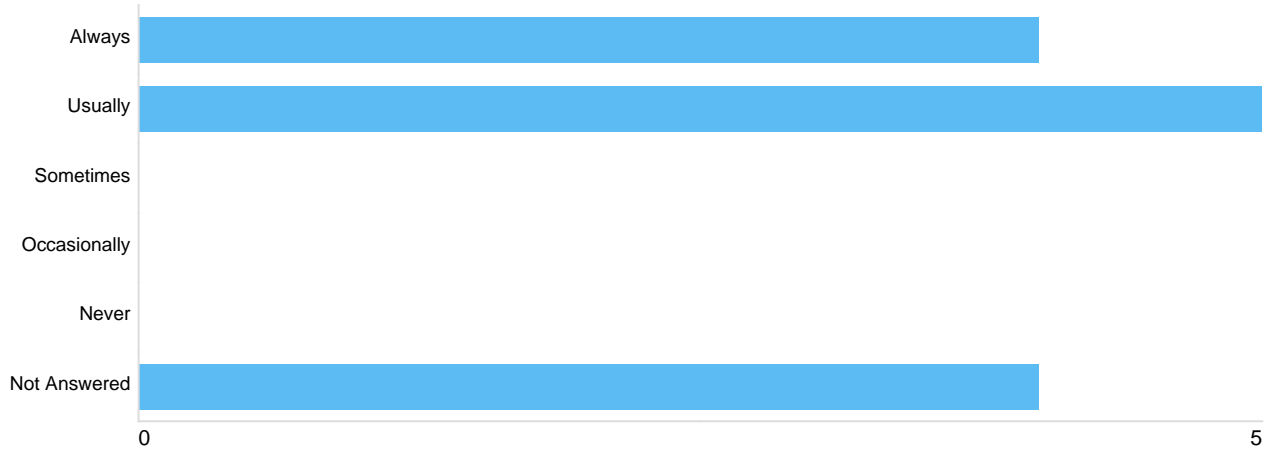 Always
Usually
Sometimes
Occasionally
Never
Not Answered
0 5